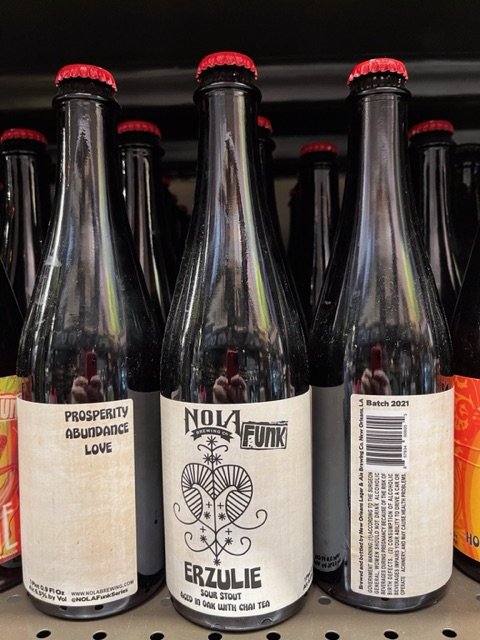 PROSPERITY
ABUNDANCE
LOVE
WWW.NOLABREWING.COM
@NOLAFunkSeries
NOLA
BREWING CO
FUNK
ERZULIE
SOUR STOUT
AGED IN OAK WITH CHAI TEA
Batch 2021
Brewed and bottled by New Orleans Lager & Ale Brewing Co. New Orleans, LA
GOVERNMENT WARNING: (1) ACCORDING TO THE SURGEON
GENERAL WOMEN SHOULD NOT DRINK ALCOHOLIC
BEVERAGES DURING PREGNANCY BECAUSE OF THE RISK OF
BIRTH DEFECTS. (2) CONSUMPTION OF ALCOHOLIC
BEVERAGES IMPAIRS YOUR ABILITY TO DRIVE A CAR OR
OPERATE MACHINERY, AND MAY CAUSE HEALTH PROBLEMS.